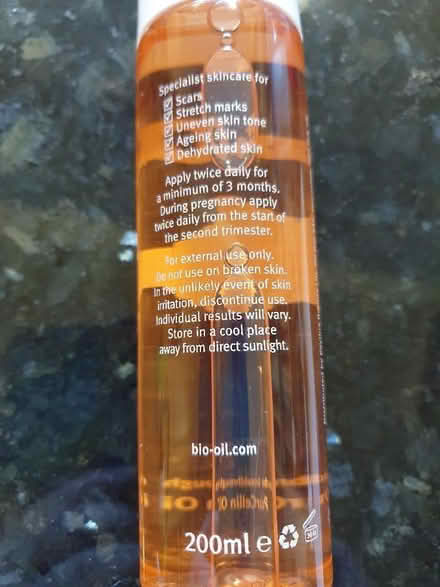 Specialist skincare for
Scars
Stretch marks
Uneven skin tone
Ageing skin
Dehydrated skin
Apply twice daily for
a minimum of 3 months.
During pregnancy apply
twice daily from the start of
the second trimester.
For external use only.
Do not use on broken skin.
In the unlikely event of skin
irritation, discontinue use.
Individual results will vary.
Store in a cool place
away from direct sunlight.
bio-oil.com
200ml e